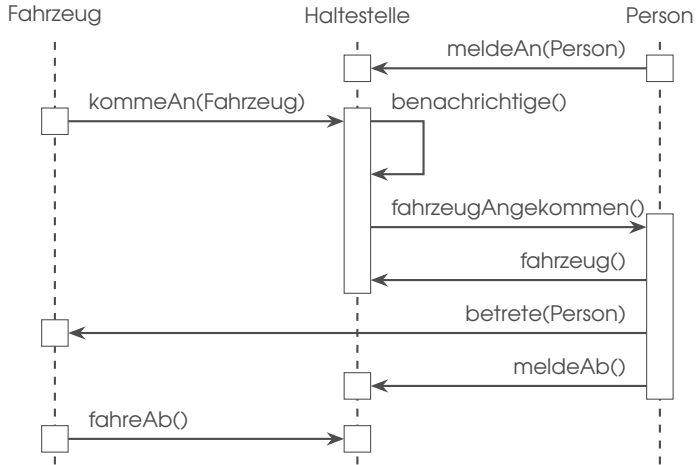 Fahrzeug Haltestelle Person
meldeAn(Person)
kommeAn(Fahrzeug) benachrichtige()
fahrzeugAngekommen()
fahrzeug()
betrete(Person)
meldeAb()
fahreAb()